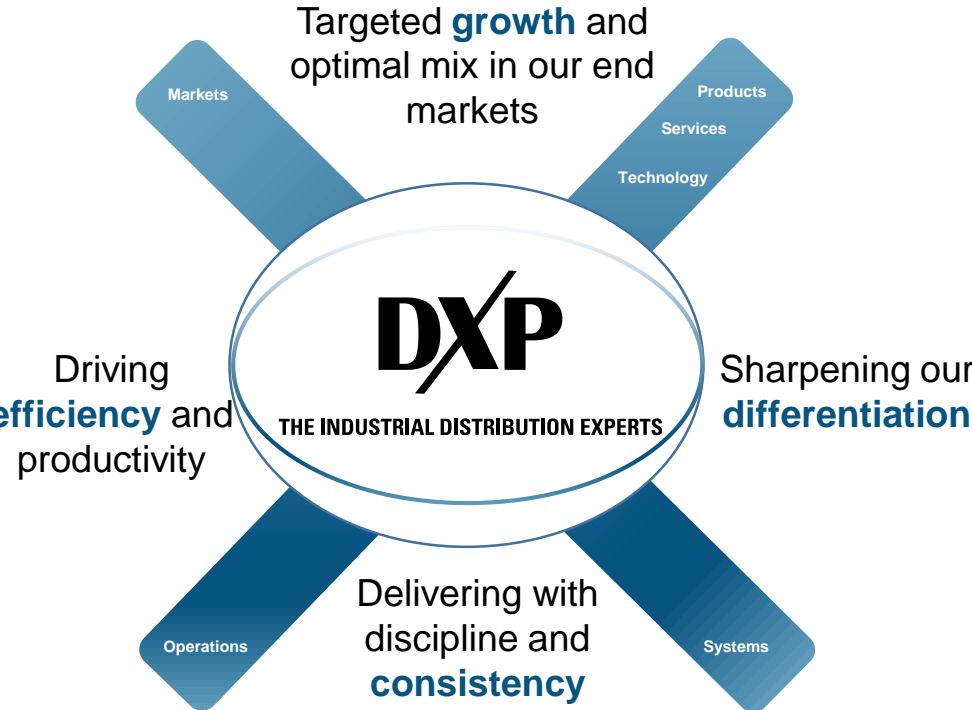 Targeted growth and
optimal mix in our end
markets
Markets
Products
Services
Technology
DXP
THE INDUSTRIAL DISTRIBUTION EXPERTS
Driving
efficiency and
productivity
Sharpening our
differentiation
Operations
Delivering with
discipline and
consistency
Systems